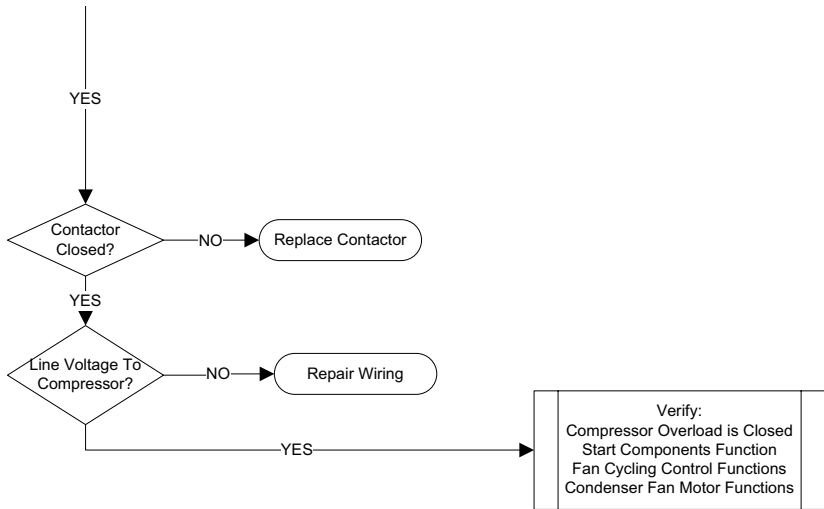 YES
Contactor
Closed?
NO
Replace Contactor
YES
Line Voltage To
Compressor?
NO
Repair Wiring
YES
Verify:
Compressor Overload is Closed
Start Components Function
Fan Cycling Control Functions
Condenser Fan Motor Functions